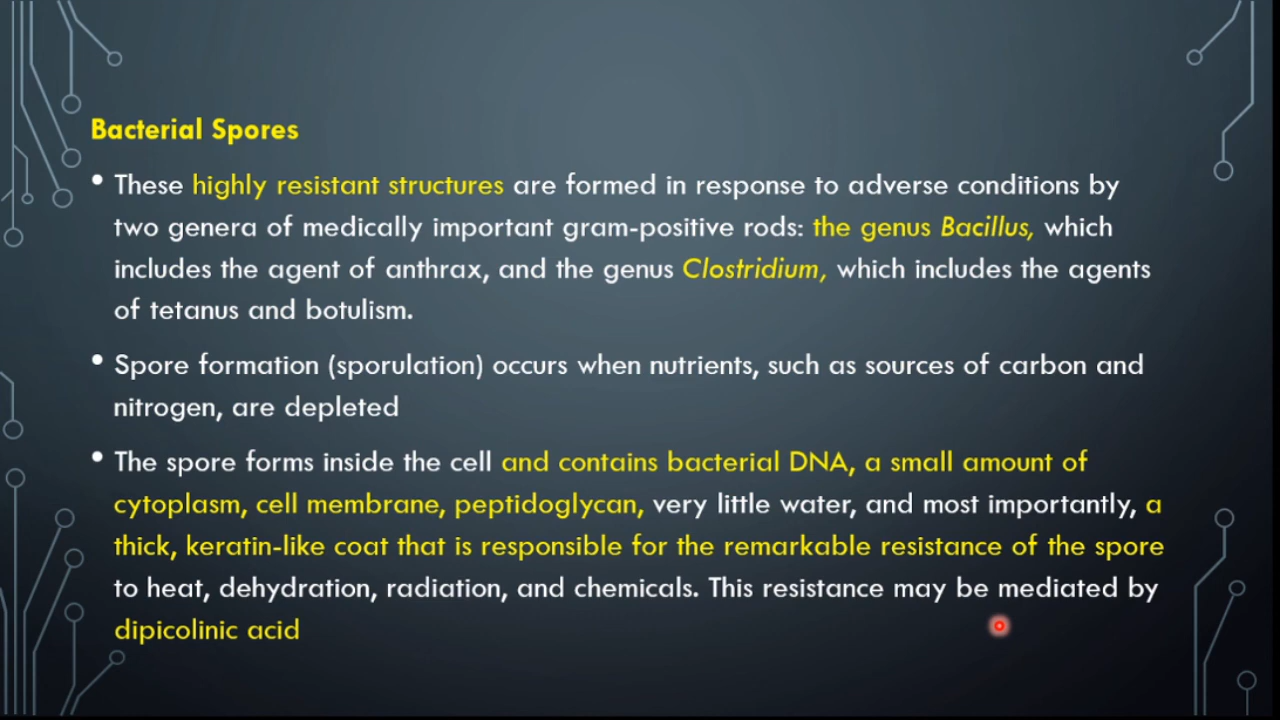 Bacterial Spores
• These highly resistant structures are formed in response to adverse conditions by
two genera of medically important gram-positive rods: the genus Bacillus, which
includes the agent of anthrax, and the genus Clostridium, which includes the agents
of tetanus and botulism.
• Spore formation (sporulation) occurs when nutrients, such as sources of carbon and
nitrogen, are depleted
• The spore forms inside the cell and contains bacterial DNA, a small amount of
cytoplasm, cell membrane, peptidoglycan, very little water, and most importantly, a
thick, keratin-like coat that is responsible for the remarkable resistance of the spore
to heat, dehydration, radiation, and chemicals. This resistance may be mediated by
dipicolinic acid